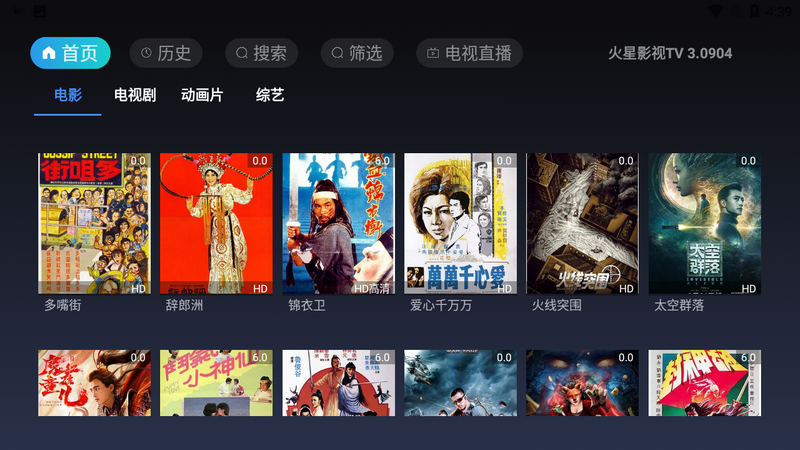 4:39
首页
历史
搜索
筛选
电视直播
火星影视TV 3.0904
电影
电视剧
动画片
综艺
GOSSIP STREET
0.0
0.0
6.0
0.0
0.0
0.0
街咀多
錦衣衛
萬萬千心愛
火线突围
太空
群落
HD
HD
HD高清
HD
HD
HD
多嘴街
辞郎洲
锦衣卫
爱心千万万
火线突围
太空群落
0.0
6.0
0.0
0.0
0.0
6.0
小神仙